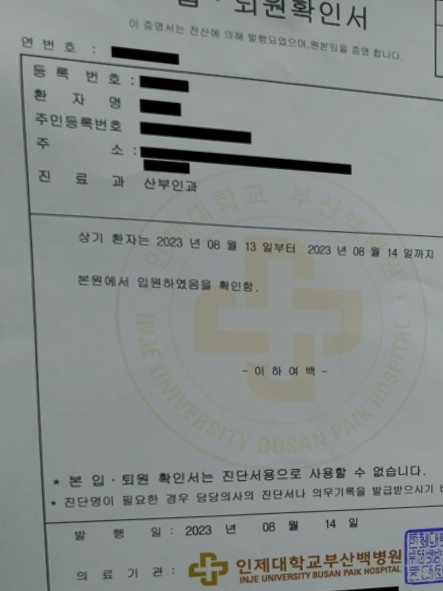 · 퇴원확인서
이 증명서는 전산에 의해 발행되었으며,원본임을 증명 합니다.
연 번 호 :
등 록 번 호 :
환 자 명
주민등록번호
주 소 :
진 료 과 산부인과
상기 환자는 2023 년 08 월 13 일부터 2023 년 08 월 14 일까지
본원에서 입원하였음을 확인함.
- 이 하 여 백 -
인제대학교 부산백병원
INJE UNIVERSITY BUSAN PAIK HOSPITAL
* 본 입 · 퇴원 확인서는 진단서용으로 사용할 수 없습니다.
* 진단명이 필요한 경우 담당의사의 진단서나 의무기록을 발급받으시기
발 행 일 : 2023 년 08 월 14 일
의 료 기 관 : 인제대학교부산백병원
INJE UNIVERSITY BUSAN PAIK HOSPITAL